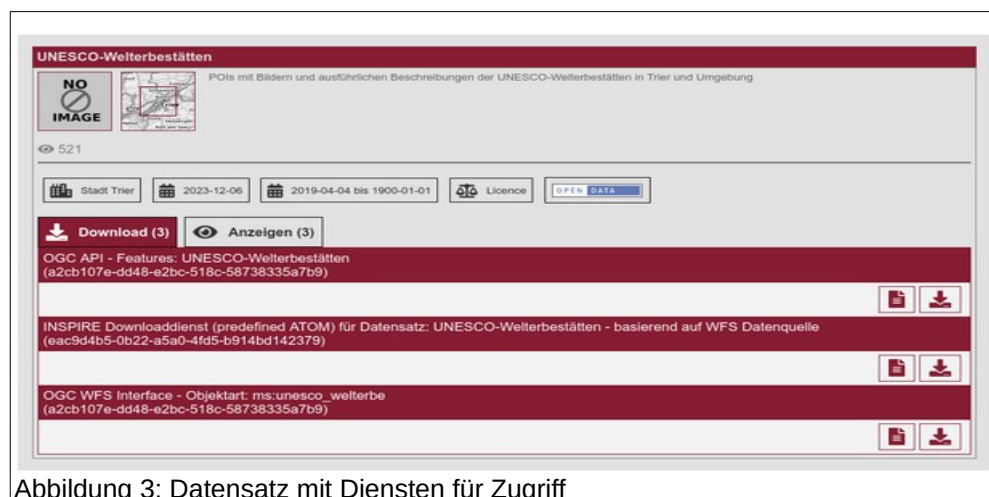 UNESCO-Welterbestätten
NO
IMAGE
POIs mit Bildern und ausführlichen Beschreibungen der UNESCO-Welterbestätten in Trier und Umgebung
521
Stadt Trier
2023-12-06
2019-04-04 bis 1900-01-01
Licence
OPEN DATA
Download (3)
Anzeigen (3)
OGC API - Features: UNESCO-Welterbestätten
(a2cb107e-dd48-e2bc-518c-58738335a7b9)
INSPIRE Downloaddienst (predefined ATOM) für Datensatz: UNESCO-Welterbestätten - basierend auf WFS Datenquelle
(eac9d4b5-0b22-a5a0-4fd5-b914bd142379)
OGC WFS Interface - Objektart: ms:unesco_welterbe
(a2cb107e-dd48-e2bc-518c-58738335a7b9)
Abbildung 3: Datensatz mit Diensten für Zugriff